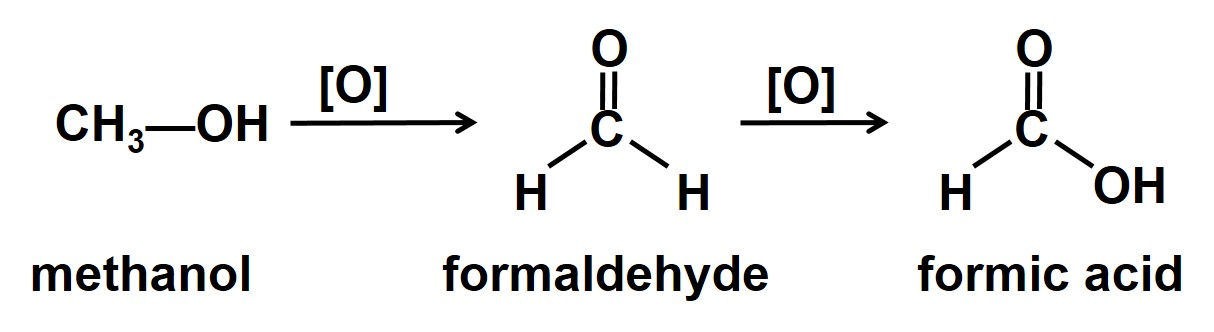 O O
[O] [O]
CH₃—OH C C
H H H OH
methanol formaldehyde formic acid